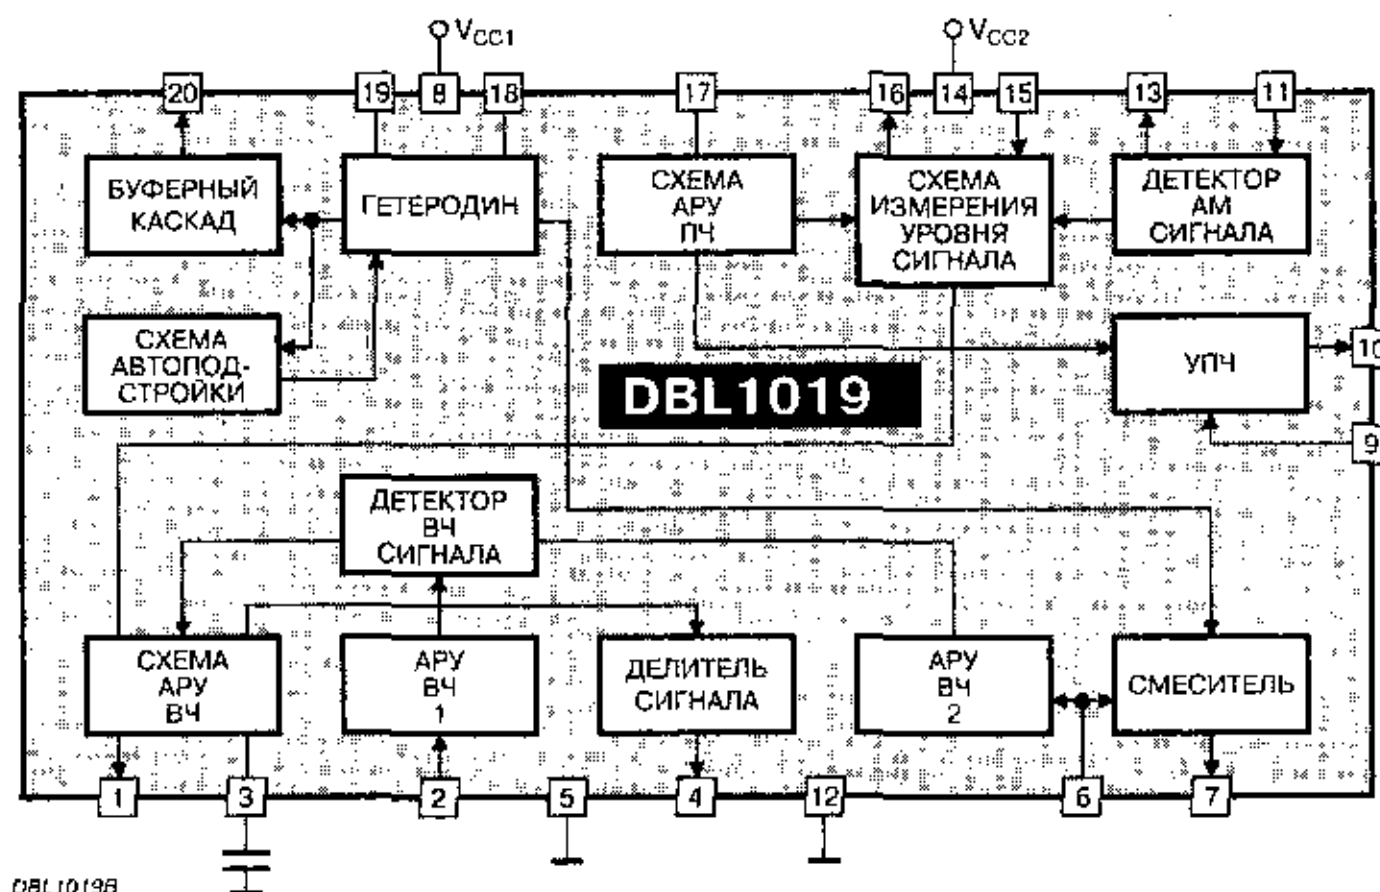 V_CC1
V_CC2
20
19
8
18
17
16
14
15
13
11
БУФЕРНЫЙ
КАСКАД
ГЕТЕРОДИН
СХЕМА
АРУ
ПЧ
СХЕМА
ИЗМЕРЕНИЯ
УРОВНЯ
СИГНАЛА
ДЕТЕКТОР
АМ
СИГНАЛА
СХЕМА
АВТОПОД-
СТРОЙКИ
DBL1019
УПЧ
10
9
ДЕТЕКТОР
ВЧ
СИГНАЛА
СХЕМА
АРУ
ВЧ
АРУ
ВЧ
1
ДЕЛИТЕЛЬ
СИГНАЛА
АРУ
ВЧ
2
СМЕСИТЕЛЬ
1
3
2
5
4
12
6
7
DBL1019B